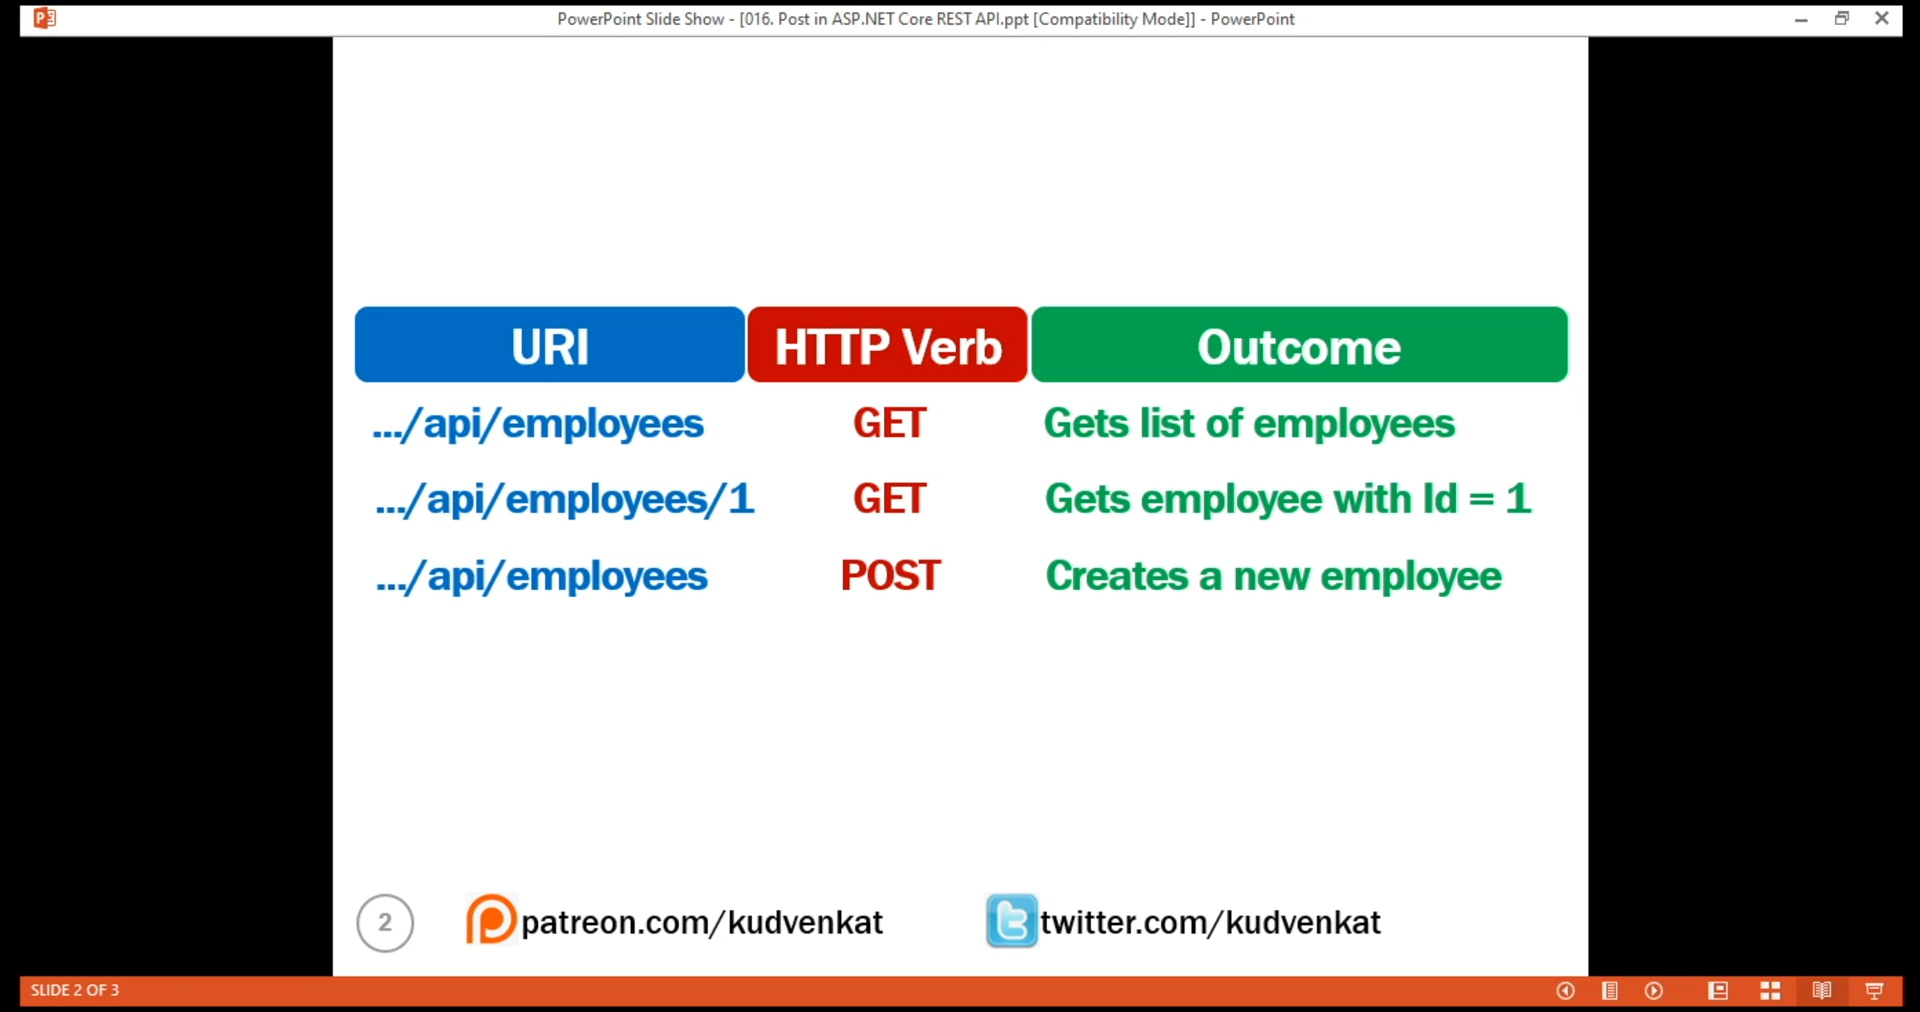 PowerPoint Slide Show - [016. Post in ASP.NET Core REST API.ppt [Compatibility Mode]] - PowerPoint
URI HTTP Verb Outcome
.../api/employees GET Gets list of employees
.../api/employees/1 GET Gets employee with Id = 1
.../api/employees POST Creates a new employee
2 patreon.com/kudvenkat twitter.com/kudvenkat
SLIDE 2 OF 3